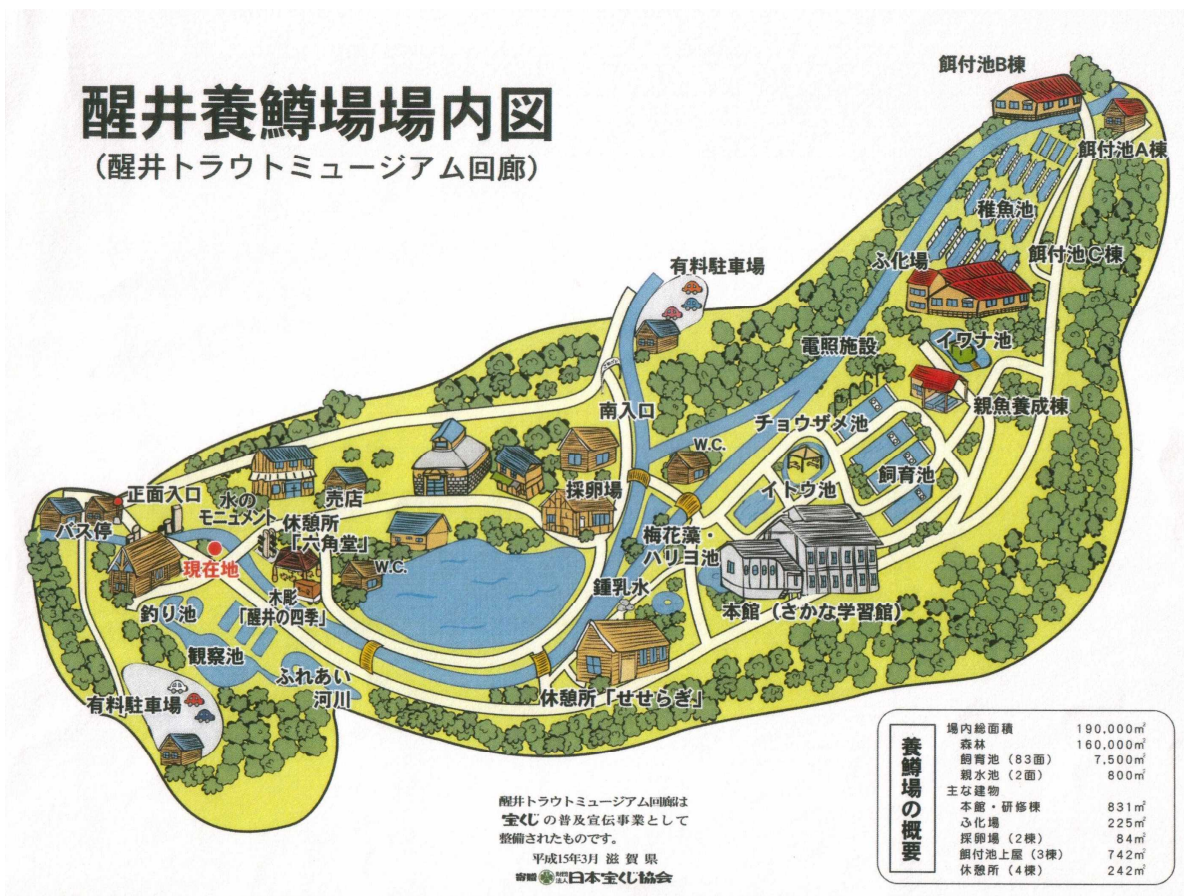 醒井養鱒場場内図
（醒井トラウトミュージアム回廊）
餌付池B棟
餌付池A棟
稚魚池
餌付池C棟
ふ化場
有料駐車場
イワナ池
電照施設
親魚養成棟
南入口
チョウザメ池
W.C.
飼育池
イトウ池
採卵場
正面入口
水の
モニュメント
売店
バス停
休憩所
「六角堂」
梅花藻・
ハリヨ池
現在地
W.C.
鍾乳水
木彫
「醒井の四季」
本館（さかな学習館）
釣り池
観察池
ふれあい
河川
休憩所「せせらぎ」
有料駐車場
養鱒場の概要
場内総面積 190,000㎡
森林 160,000㎡
飼育池（83面） 7,500㎡
親水池（2面） 800㎡
主な建物
本館・研修棟 831㎡
ふ化場 225㎡
採卵場（2棟） 84㎡
餌付池上屋（3棟） 742㎡
休憩所（4棟） 242㎡
醒井トラウトミュージアム回廊は
宝くじの普及宣伝事業として
整備されたものです。
平成15年3月 滋賀県
寄贈 財団法人 日本宝くじ協会